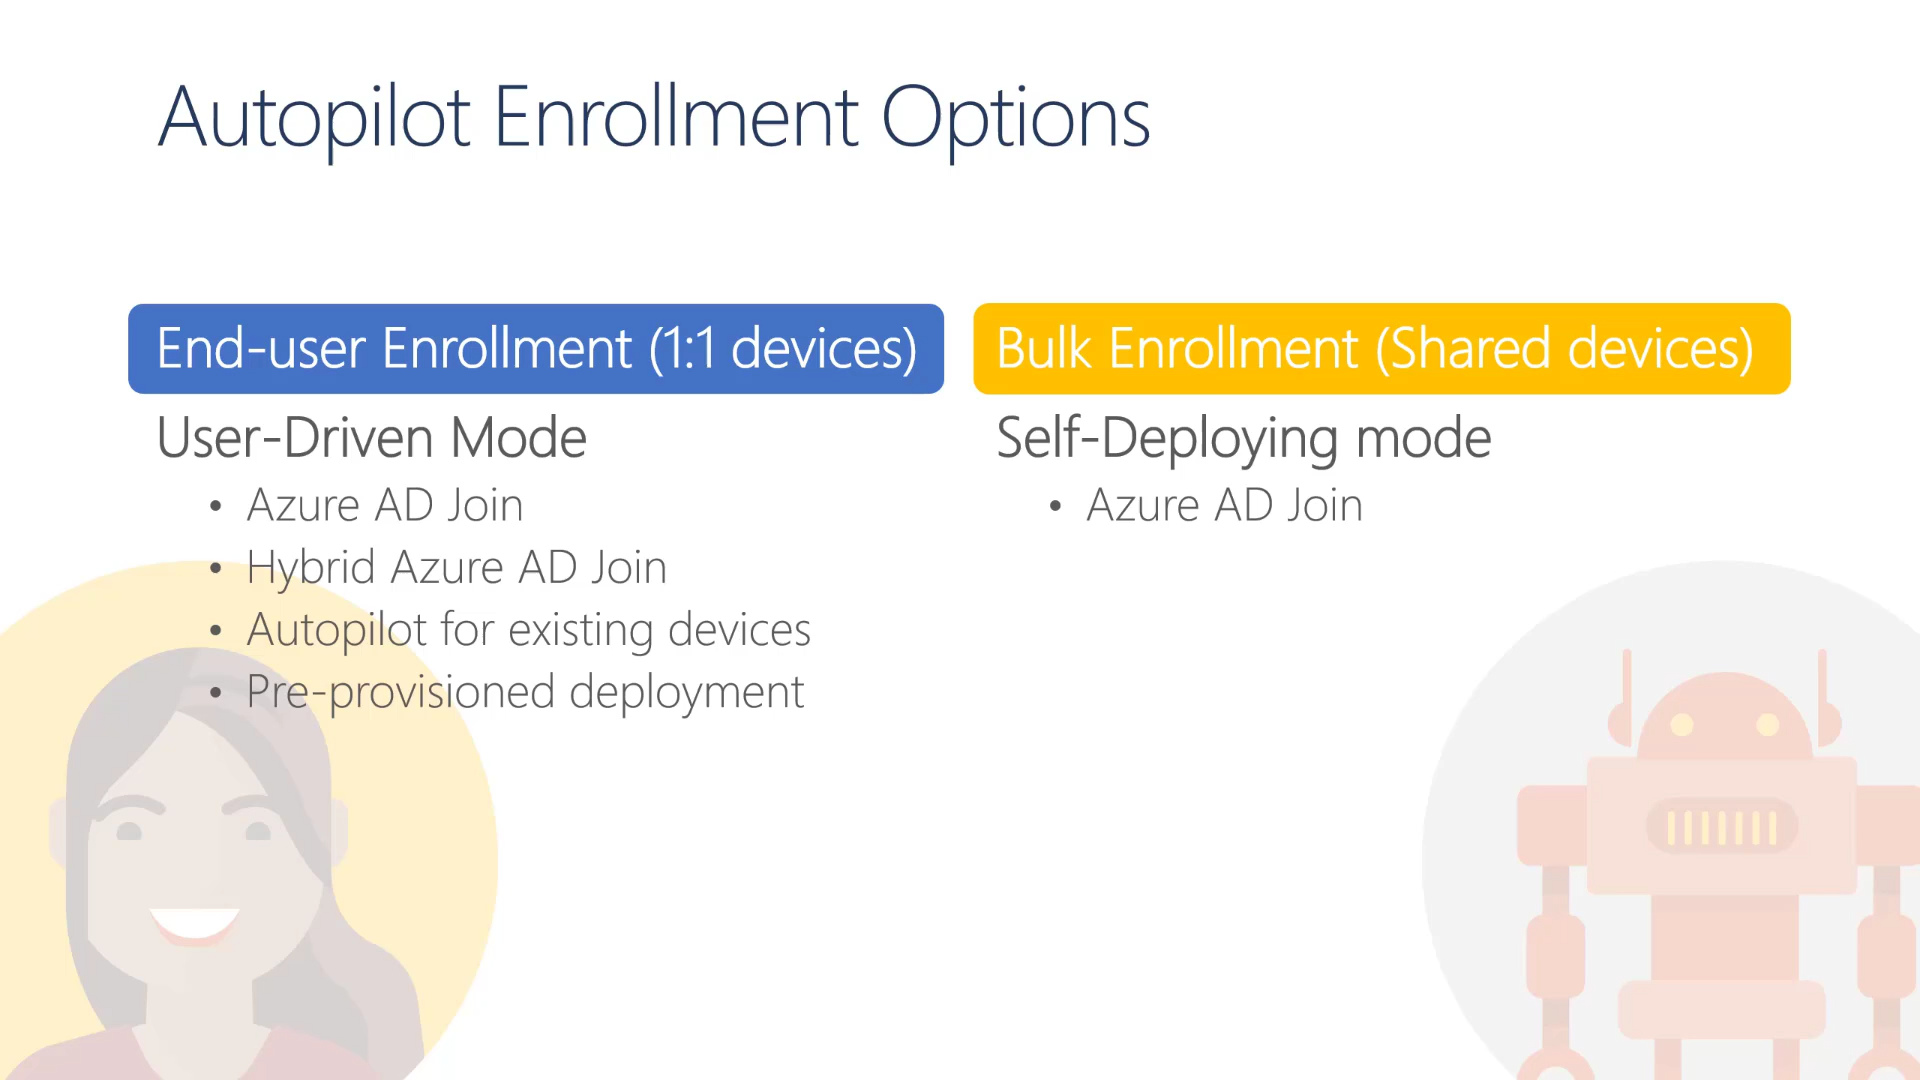 Autopilot Enrollment Options
End-user Enrollment (1:1 devices)
User-Driven Mode
• Azure AD Join
• Hybrid Azure AD Join
• Autopilot for existing devices
• Pre-provisioned deployment
Bulk Enrollment (Shared devices)
Self-Deploying mode
• Azure AD Join